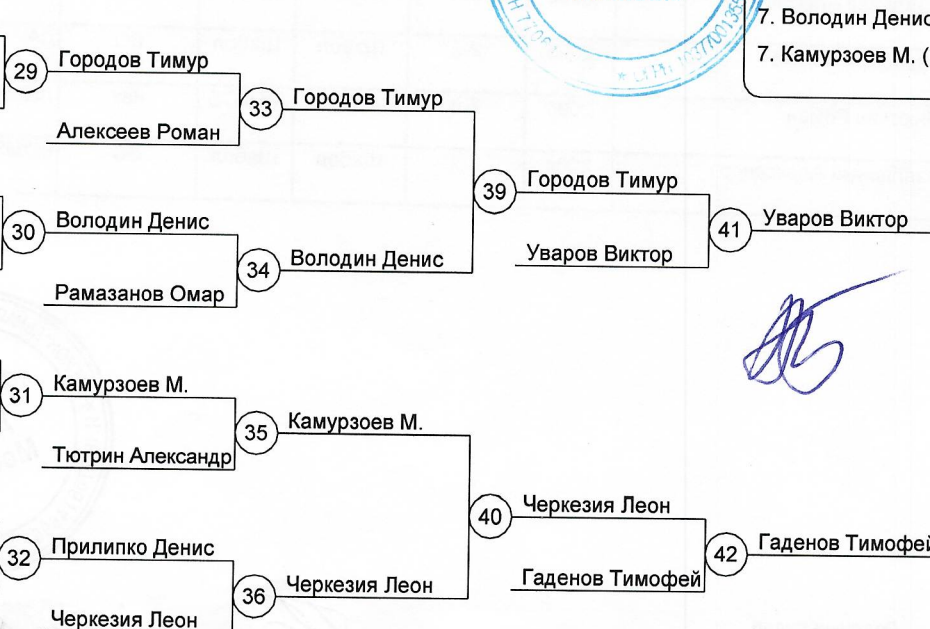 7. Володин Денис
7. Камурзоев М. (
29 Городов Тимур
Алексеев Роман
33 Городов Тимур
30 Володин Денис
Рамазанов Омар
34 Володин Денис
39 Городов Тимур
Уваров Виктор
41 Уваров Виктор
31 Камурзоев М.
Тютрин Александр
35 Камурзоев М.
32 Прилипко Денис
Черкезия Леон
36 Черкезия Леон
40 Черкезия Леон
Гаденов Тимофей
42 Гаденов Тимофей